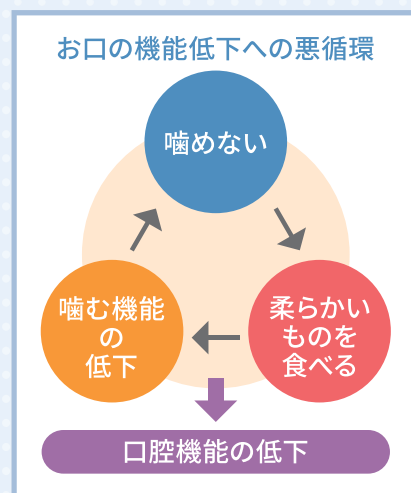 お口の機能低下への悪循環
噛めない
柔らかい
ものを
食べる
噛む機能
の
低下
口腔機能の低下